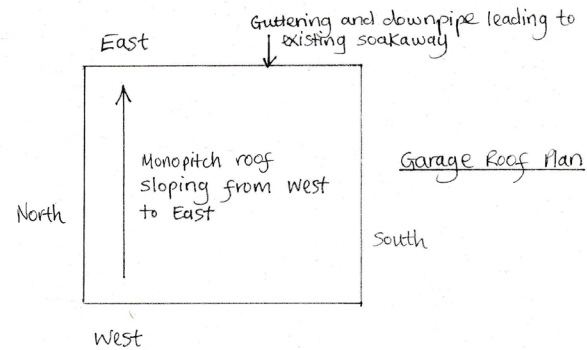 Guttering and downpipe leading to
existing soakaway
East
Monopitch roof
sloping from West
to East
Garage Roof Plan
North
South
West